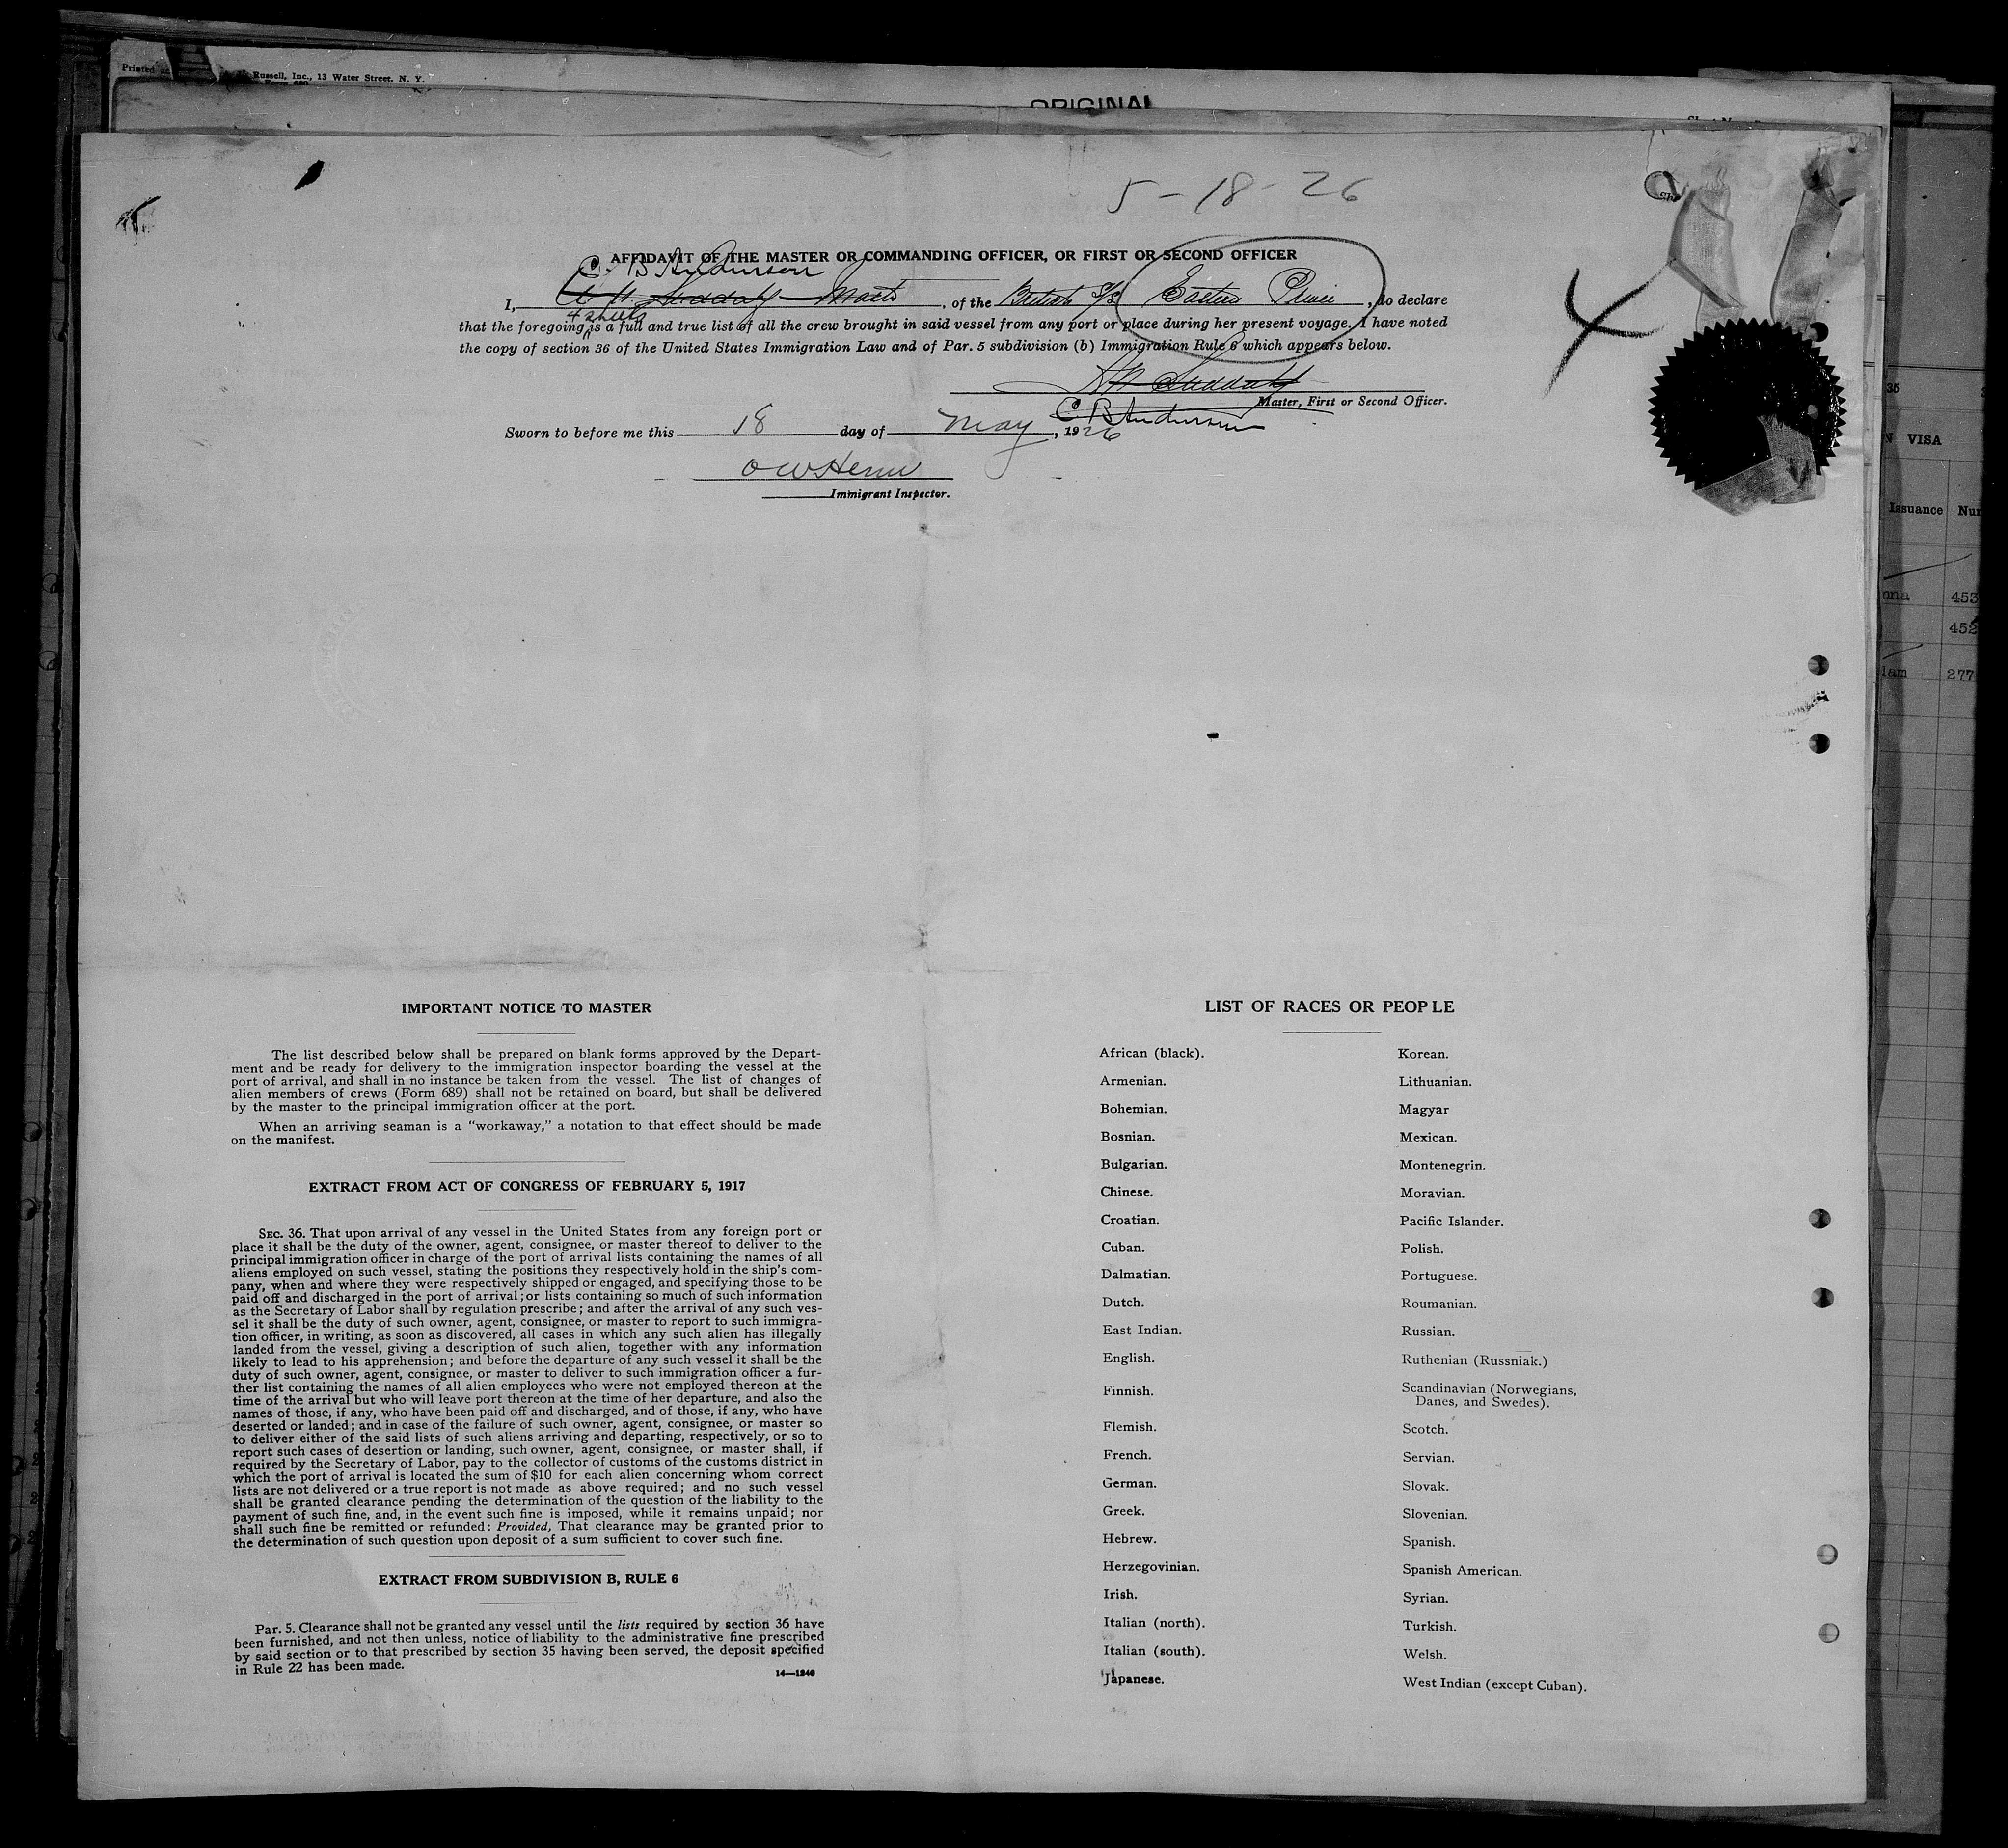 Russell, Inc., 13 Water Street, N. Y.
ORIGINAL
5-18-26
AFFIDAVIT OF THE MASTER OR COMMANDING OFFICER, OR FIRST OR SECOND OFFICER
C. B Anderson
I, , of the British S/S Eastern Prince, do declare
4 sheets
that the foregoing is a full and true list of all the crew brought in said vessel from any port or place during her present voyage. I have noted
the copy of section 36 of the United States Immigration Law and of Par. 5 subdivision (b) Immigration Rule 6 which appears below.
Master, First or Second Officer.
C B Anderson
Sworn to before me this 18 day of May, 1926
Immigrant Inspector.
35
VISA
Issuance
453
452
277
IMPORTANT NOTICE TO MASTER
The list described below shall be prepared on blank forms approved by the Depart-
ment and be ready for delivery to the immigration inspector boarding the vessel at the
port of arrival, and shall in no instance be taken from the vessel. The list of changes of
alien members of crews (Form 689) shall not be retained on board, but shall be delivered
by the master to the principal immigration officer at the port.
When an arriving seaman is a “workaway,” a notation to that effect should be made
on the manifest.
EXTRACT FROM ACT OF CONGRESS OF FEBRUARY 5, 1917
SEC. 36. That upon arrival of any vessel in the United States from any foreign port or
place it shall be the duty of the owner, agent, consignee, or master thereof to deliver to the
principal immigration officer in charge of the port of arrival lists containing the names of all
aliens employed on such vessel, stating the positions they respectively hold in the ship's com-
pany, when and where they were respectively shipped or engaged, and specifying those to be
paid off and discharged in the port of arrival; or lists containing so much of such information
as the Secretary of Labor shall by regulation prescribe; and after the arrival of any such ves-
sel it shall be the duty of such owner, agent, consignee, or master to report to such immigra-
tion officer, in writing, as soon as discovered, all cases in which any such alien has illegally
landed from the vessel, giving a description of such alien, together with any information
likely to lead to his apprehension; and before the departure of any such vessel it shall be the
duty of such owner, agent, consignee, or master to deliver to such immigration officer a fur-
ther list containing the names of all alien employees who were not employed thereon at the
time of the arrival but who will leave port thereon at the time of her departure, and also the
names of those, if any, who have been paid off and discharged, and of those, if any, who have
deserted or landed; and in case of the failure of such owner, agent, consignee, or master so
to deliver either of the said lists of such aliens arriving and departing, respectively, or so to
report such cases of desertion or landing, such owner, agent, consignee, or master shall, if
required by the Secretary of Labor, pay to the collector of customs of the customs district in
which the port of arrival is located the sum of $10 for each alien concerning whom correct
lists are not delivered or a true report is not made as above required; and no such vessel
shall be granted clearance pending the determination of the question of the liability to the
payment of such fine, and, in the event such fine is imposed, while it remains unpaid; nor
shall such fine be remitted or refunded: Provided, That clearance may be granted prior to
the determination of such question upon deposit of a sum sufficient to cover such fine.
EXTRACT FROM SUBDIVISION B, RULE 6
Par. 5. Clearance shall not be granted any vessel until the lists required by section 36 have
been furnished, and not then unless, notice of liability to the administrative fine prescribed
by said section or to that prescribed by section 35 having been served, the deposit specified
in Rule 22 has been made.
14—1240
LIST OF RACES OR PEOPLE
African (black).
Armenian.
Bohemian.
Bosnian.
Bulgarian.
Chinese.
Croatian.
Cuban.
Dalmatian.
Dutch.
East Indian.
English.
Finnish.
Flemish.
French.
German.
Greek.
Hebrew.
Herzegovinian.
Irish.
Italian (north).
Italian (south).
Japanese.
Korean.
Lithuanian.
Magyar
Mexican.
Montenegrin.
Moravian.
Pacific Islander.
Polish.
Portuguese.
Roumanian.
Russian.
Ruthenian (Russniak.)
Scandinavian (Norwegians,
Danes, and Swedes).
Scotch.
Servian.
Slovak.
Slovenian.
Spanish.
Spanish American.
Syrian.
Turkish.
Welsh.
West Indian (except Cuban).